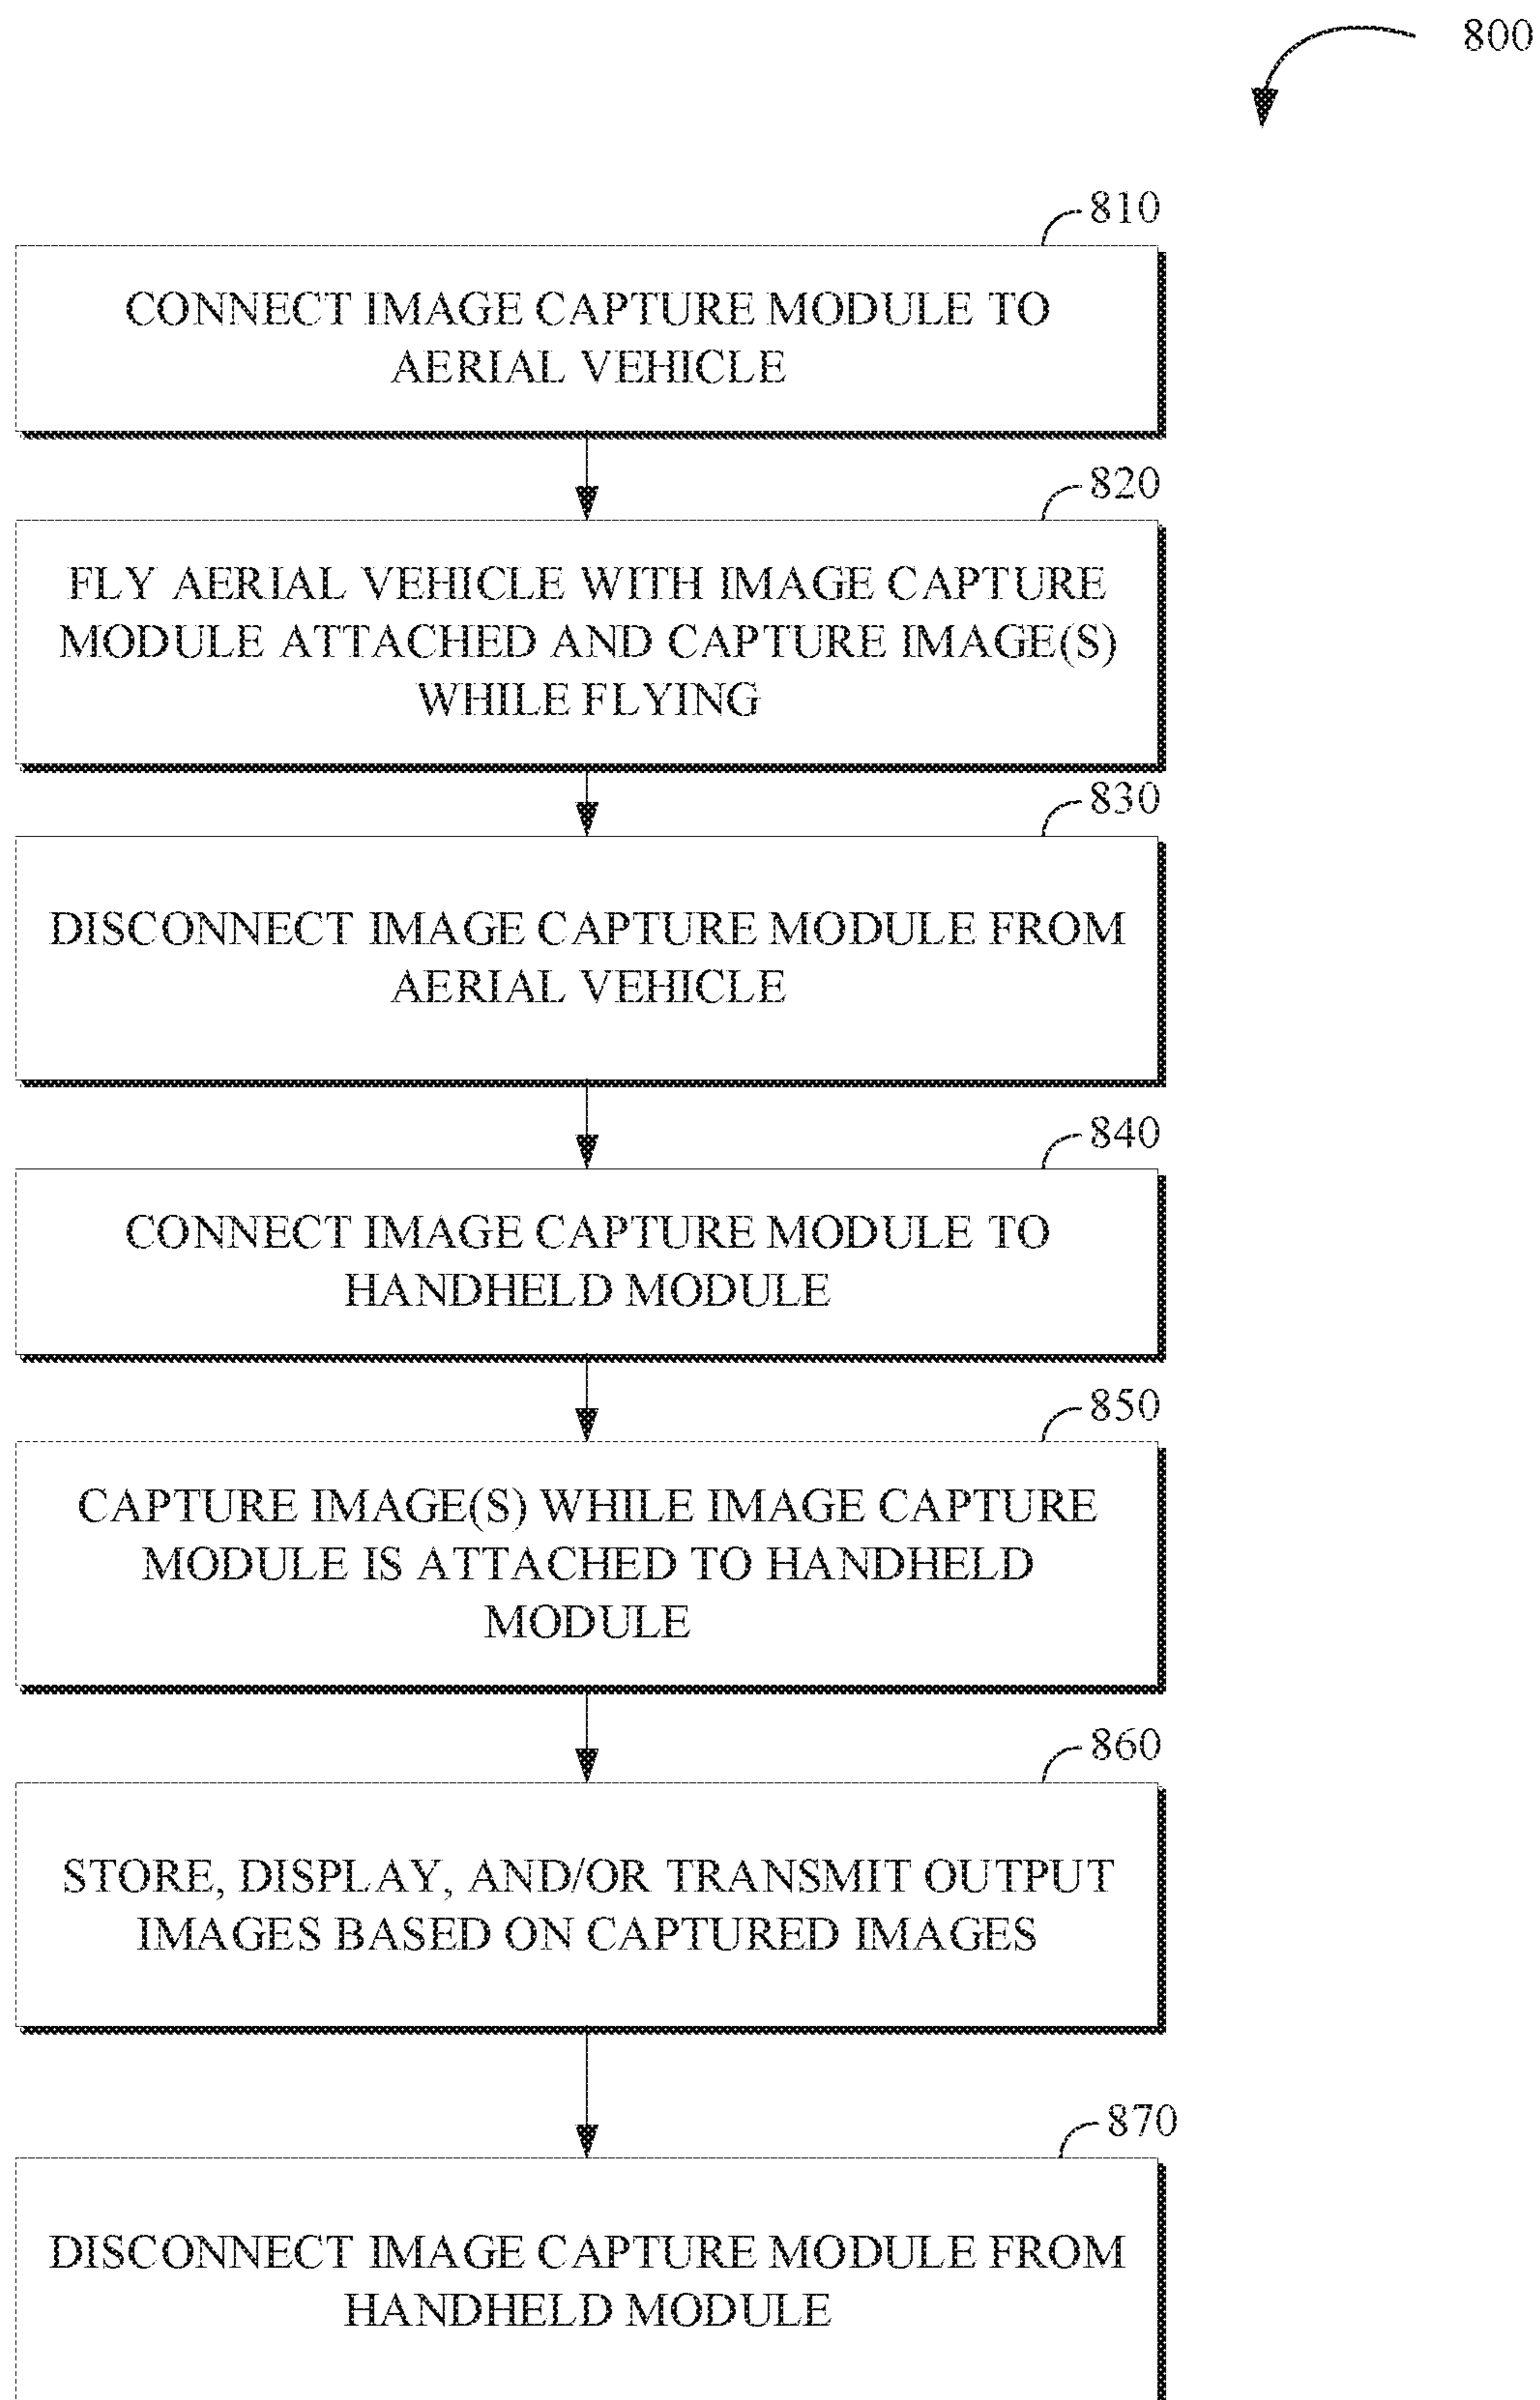 800
810
CONNECT IMAGE CAPTURE MODULE TO
AERIAL VEHICLE
820
FLY AERIAL VEHICLE WITH IMAGE CAPTURE
MODULE ATTACHED AND CAPTURE IMAGE(S)
WHILE FLYING
830
DISCONNECT IMAGE CAPTURE MODULE FROM
AERIAL VEHICLE
840
CONNECT IMAGE CAPTURE MODULE TO
HANDHELD MODULE
850
CAPTURE IMAGE(S) WHILE IMAGE CAPTURE
MODULE IS ATTACHED TO HANDHELD
MODULE
860
STORE, DISPLAY, AND/OR TRANSMIT OUTPUT
IMAGES BASED ON CAPTURED IMAGES
870
DISCONNECT IMAGE CAPTURE MODULE FROM
HANDHELD MODULE